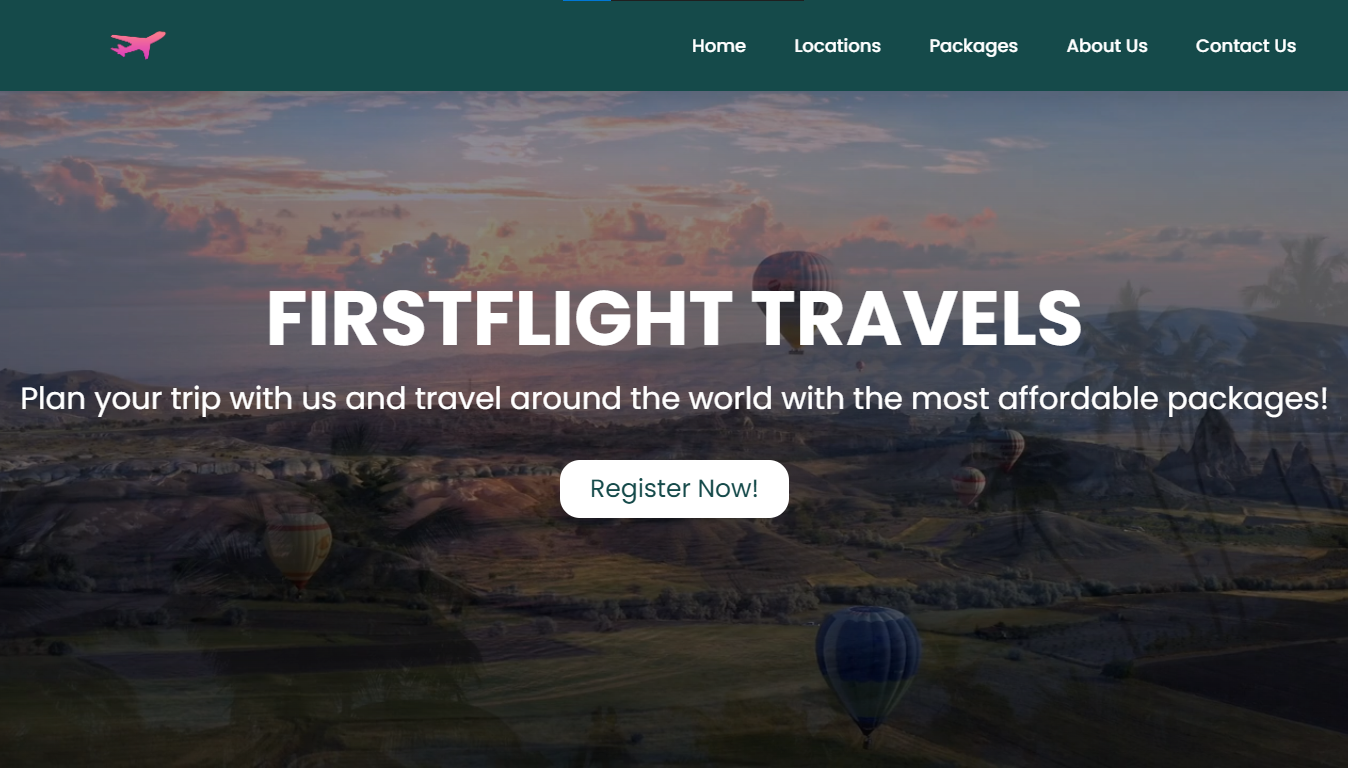 Home Locations Packages About Us Contact Us
FIRSTFLIGHT TRAVELS
Plan your trip with us and travel around the world with the most affordable packages!
Register Now!